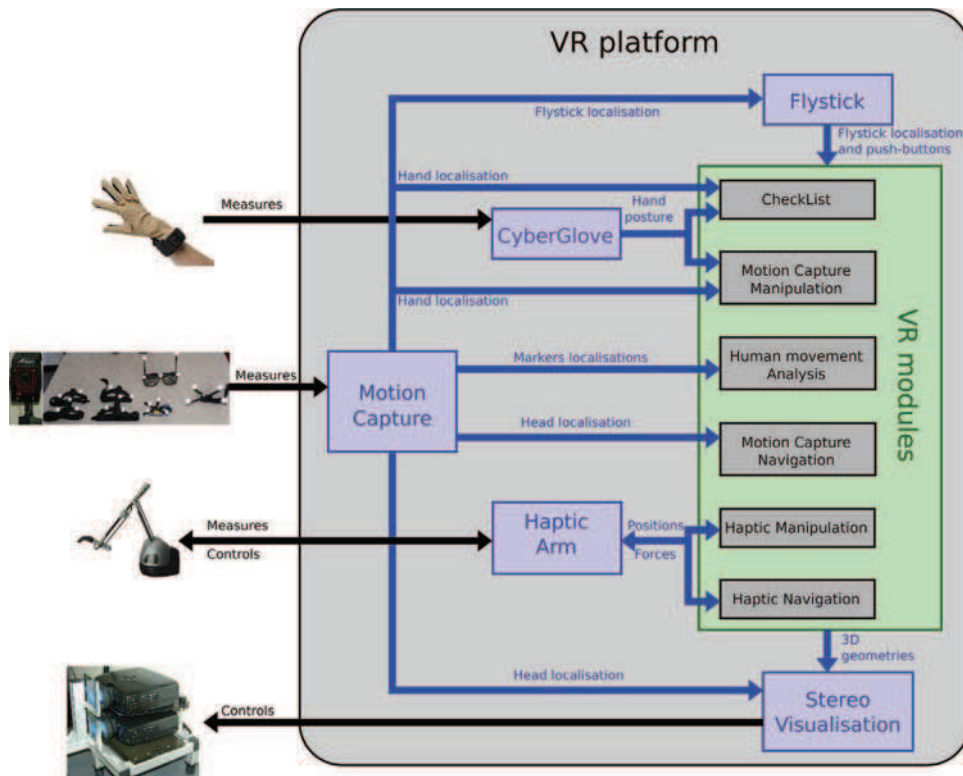 VR platform
Flystick
Flystick localisation
Flystick localisation
and push-buttons
Hand localisation
CheckList
Measures
Hand
posture
CyberGlove
Motion Capture
Manipulation
Hand localisation
VR modules
Measures
Motion
Capture
Markers localisations
Human movement
Analysis
Head localisation
Motion Capture
Navigation
Measures
Controls
Haptic
Arm
Positions
Forces
Haptic Manipulation
Haptic Navigation
3D
geometries
Head localisation
Stereo
Visualisation
Controls